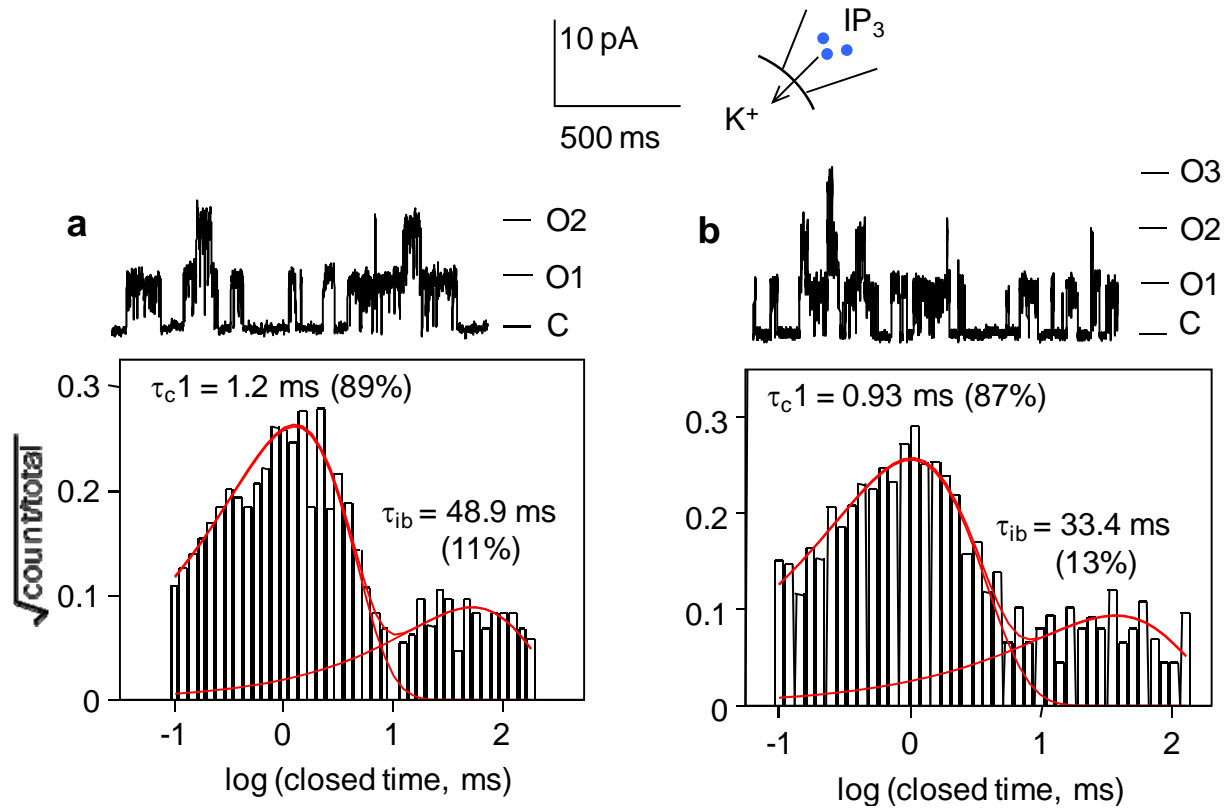 10 pA
500 ms
IP₃
K⁺
a
O2
O1
C
b
O3
O2
O1
C
τc1 = 1.2 ms (89%)
τib = 48.9 ms
(11%)
0.3
0.2
0.1
0
√count/total
-1 0 1 2
log (closed time, ms)
τc1 = 0.93 ms (87%)
τib = 33.4 ms
(13%)
0.3
0.2
0.1
0
-1 0 1 2
log (closed time, ms)